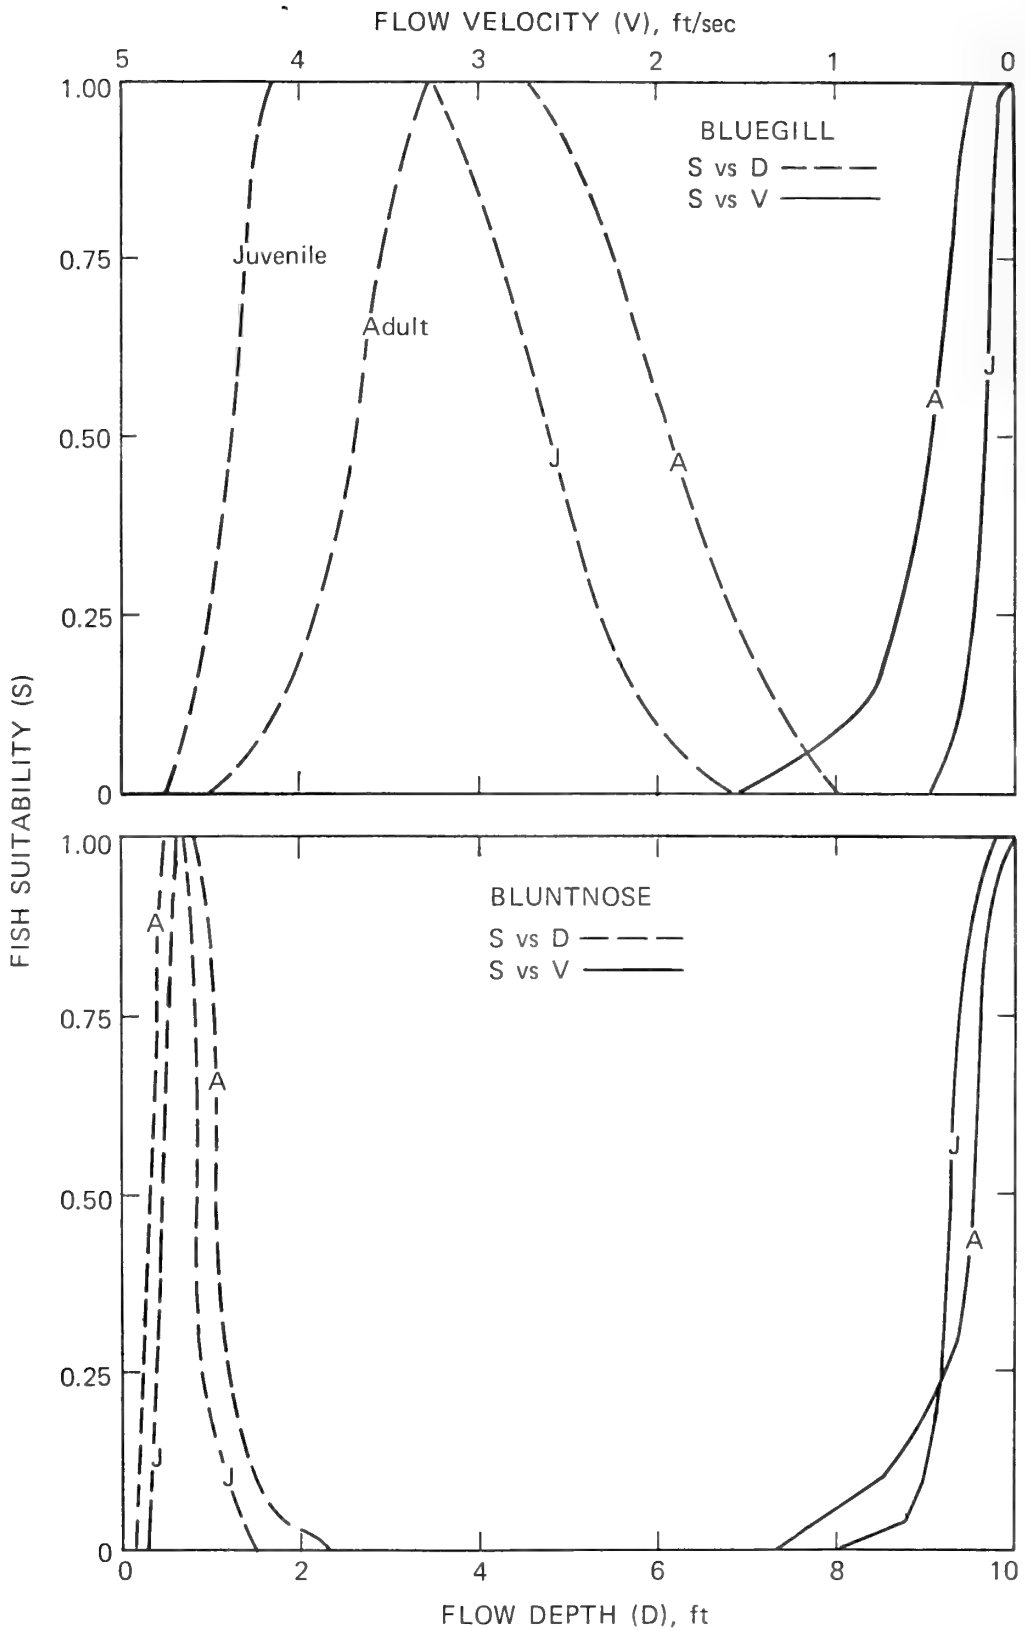 FLOW VELOCITY (V), ft/sec
5 4 3 2 1 0
1.00
BLUEGILL
S vs D
S vs V
0.75
Juvenile
Adult
J
A
0.50
J
A
0.25
0
FISH SUITABILITY (S)
1.00
BLUNTNOSE
A
S vs D
S vs V
0.75
A
J
0.50
A
0.25
J
J
0
0 2 4 6 8 10
FLOW DEPTH (D), ft